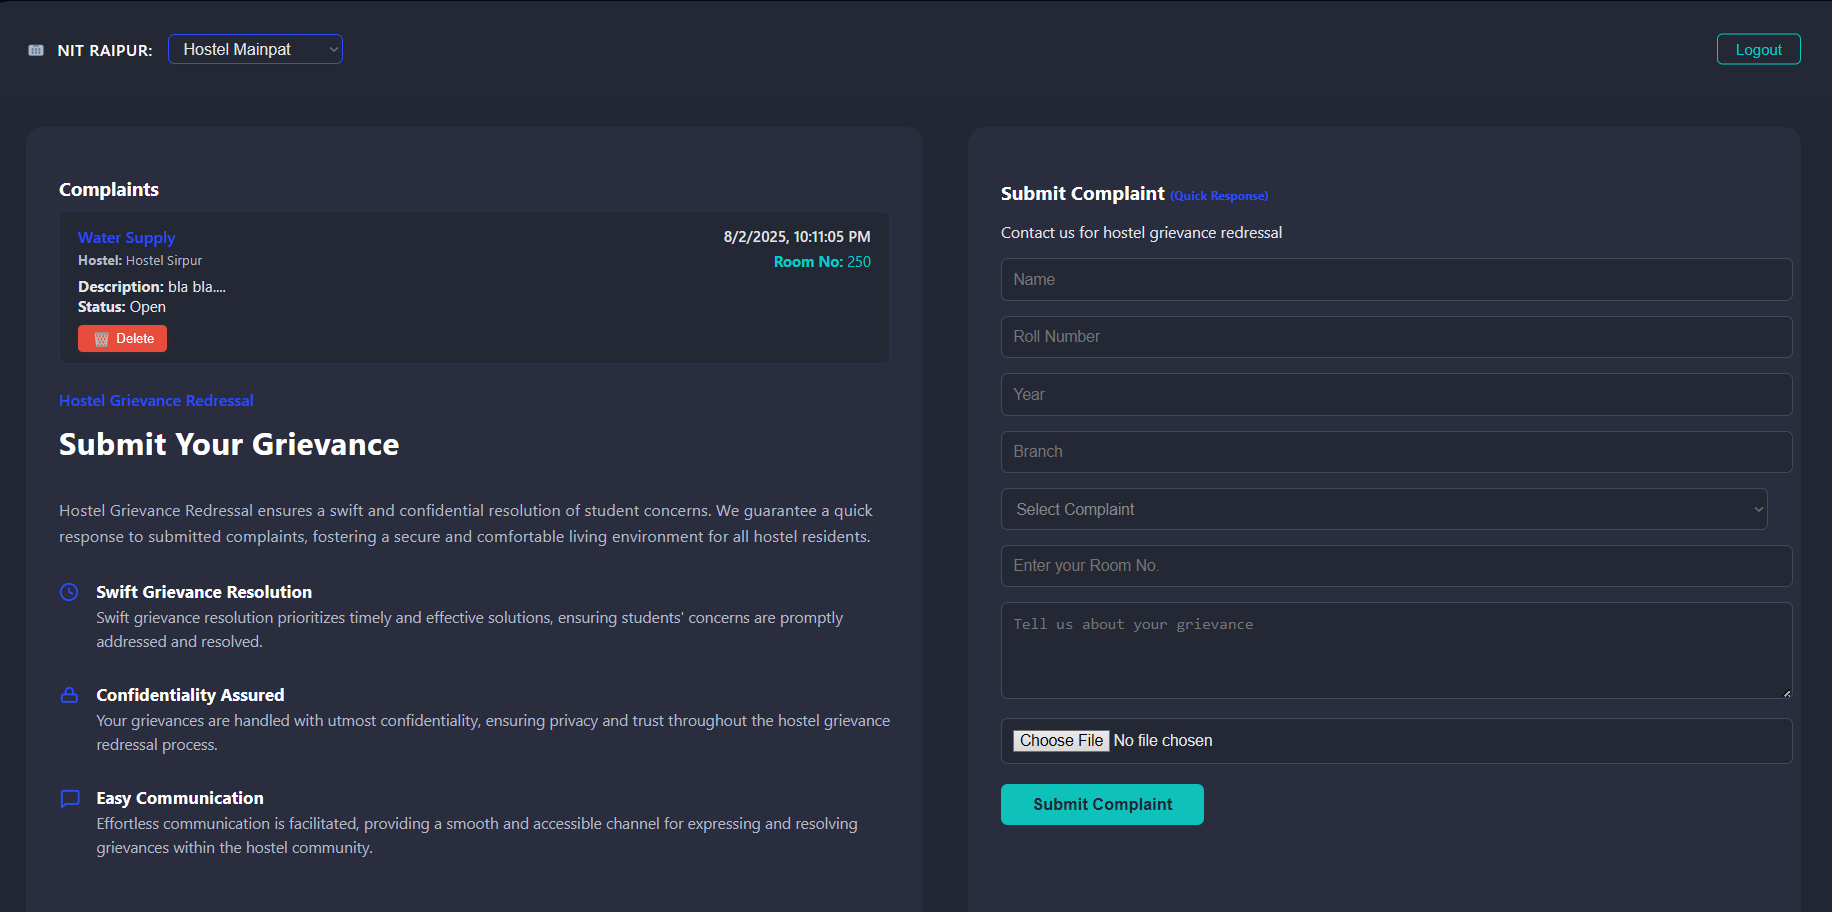 NIT RAIPUR: Hostel Mainpat
Logout
Complaints
Water Supply
8/2/2025, 10:11:05 PM
Hostel: Hostel Sirpur
Room No: 250
Description: bla bla....
Status: Open
Delete
Hostel Grievance Redressal
Submit Your Grievance
Hostel Grievance Redressal ensures a swift and confidential resolution of student concerns. We guarantee a quick
response to submitted complaints, fostering a secure and comfortable living environment for all hostel residents.
Swift Grievance Resolution
Swift grievance resolution prioritizes timely and effective solutions, ensuring students' concerns are promptly
addressed and resolved.
Confidentiality Assured
Your grievances are handled with utmost confidentiality, ensuring privacy and trust throughout the hostel grievance
redressal process.
Easy Communication
Effortless communication is facilitated, providing a smooth and accessible channel for expressing and resolving
grievances within the hostel community.
Submit Complaint (Quick Response)
Contact us for hostel grievance redressal
Name
Roll Number
Year
Branch
Select Complaint
Enter your Room No.
Tell us about your grievance
Choose File No file chosen
Submit Complaint